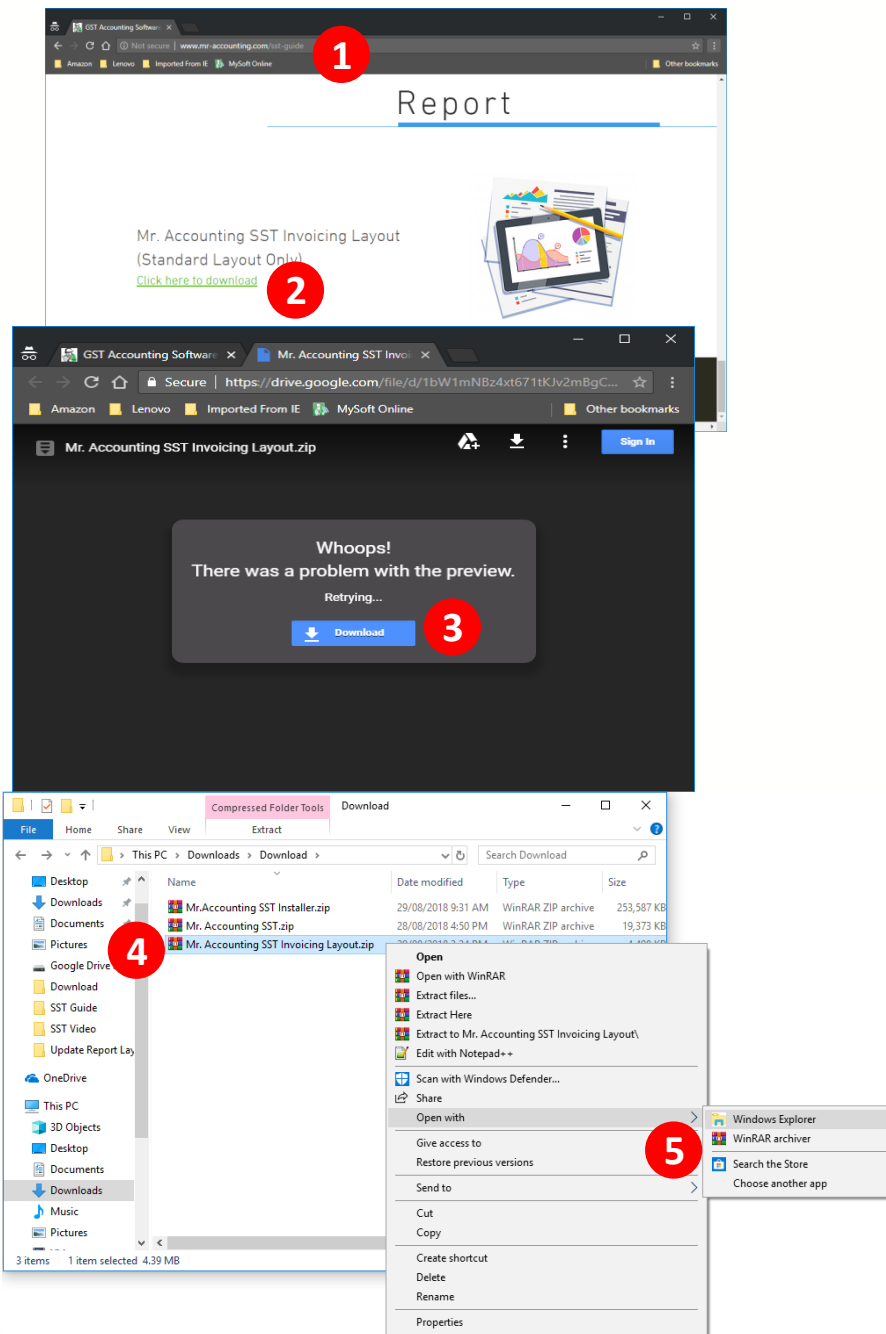 GST Accounting Software
Not secure | www.mr-accounting.com/sst-guide
1
Amazon Lenovo Imported From IE MySoft Online Other bookmarks
Report
Mr. Accounting SST Invoicing Layout
(Standard Layout Only)
Click here to download
2
GST Accounting Software Mr. Accounting SST Invoi
Secure | https://drive.google.com/file/d/1bW1mNBz4xt671tKJv2mBgC...
Amazon Lenovo Imported From IE MySoft Online Other bookmarks
Mr. Accounting SST Invoicing Layout.zip Sign In
Whoops!
There was a problem with the preview.
Retrying...
Download
3
Compressed Folder Tools Download
File Home Share View Extract
This PC > Downloads > Download >
Search Download
Name Date modified Type Size
Mr.Accounting SST Installer.zip 29/08/2018 9:31 AM WinRAR ZIP archive 253,587 KB
Mr. Accounting SST.zip 28/08/2018 4:50 PM WinRAR ZIP archive 19,373 KB
Mr. Accounting SST Invoicing Layout.zip
Desktop
Downloads
Documents
Pictures
Google Drive
Download
SST Guide
SST Video
Update Report Lay
OneDrive
This PC
3D Objects
Desktop
Documents
Downloads
Music
Pictures
3 items 1 item selected 4.39 MB
4
Open
Open with WinRAR
Extract files...
Extract Here
Extract to Mr. Accounting SST Invoicing Layout\
Edit with Notepad++
Scan with Windows Defender...
Share
Open with
Give access to
Restore previous versions
Send to
Cut
Copy
Create shortcut
Delete
Rename
Properties
5
Windows Explorer
WinRAR archiver
Search the Store
Choose another app